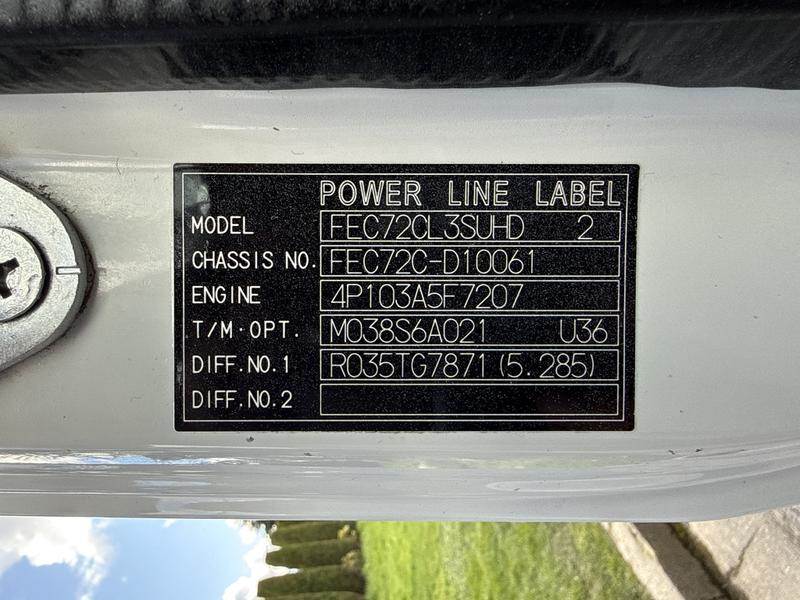 POWER LINE LABEL
MODEL FEC72CL3SUHD 2
CHASSIS NO. FEC72C-D10061
ENGINE 4P103A5F7207
T/M·OPT. M038S6A021 U36
DIFF.NO.1 R035TG7871(5.285)
DIFF.NO.2